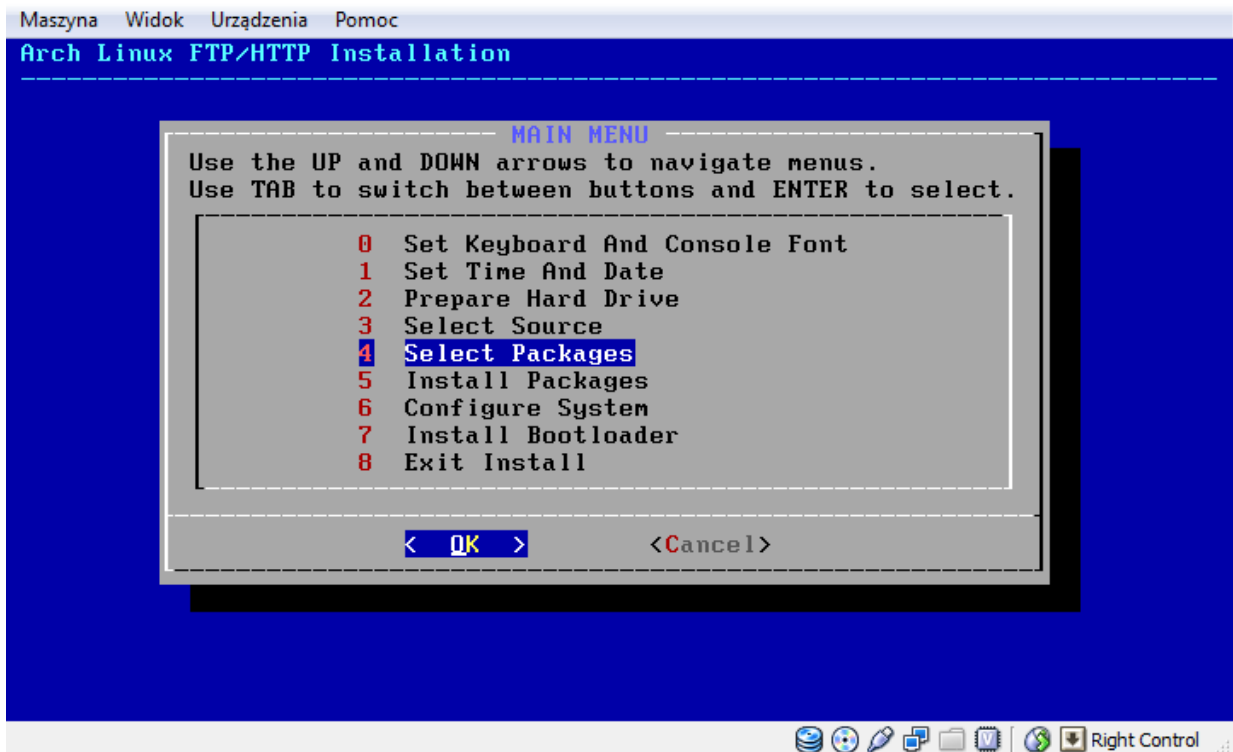 Maszyna Widok Urządzenia Pomoc
Arch Linux FTP/HTTP Installation
MAIN MENU
Use the UP and DOWN arrows to navigate menus.
Use TAB to switch between buttons and ENTER to select.
0 Set Keyboard And Console Font
1 Set Time And Date
2 Prepare Hard Drive
3 Select Source
4 Select Packages
5 Install Packages
6 Configure System
7 Install Bootloader
8 Exit Install
< OK > <Cancel>
Right Control